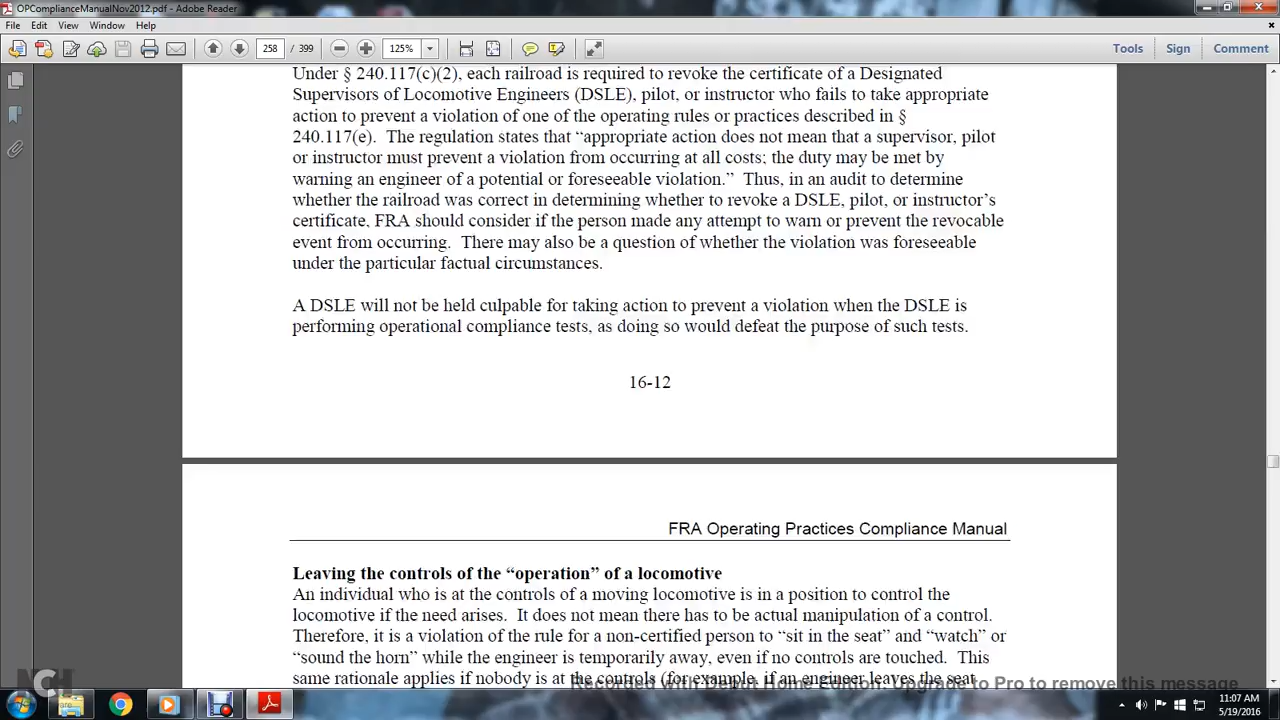 OPComplianceManualNov2012.pdf - Adobe Reader
File Edit View Window Help
258 / 399 125% Tools Sign Comment
Under § 240.117(c)(2), each railroad is required to revoke the certificate of a Designated
Supervisors of Locomotive Engineers (DSLE), pilot, or instructor who fails to take appropriate
action to prevent a violation of one of the operating rules or practices described in §
240.117(e). The regulation states that “appropriate action does not mean that a supervisor, pilot
or instructor must prevent a violation from occurring at all costs; the duty may be met by
warning an engineer of a potential or foreseeable violation.” Thus, in an audit to determine
whether the railroad was correct in determining whether to revoke a DSLE, pilot, or instructor’s
certificate, FRA should consider if the person made any attempt to warn or prevent the revocable
event from occurring. There may also be a question of whether the violation was foreseeable
under the particular factual circumstances.
A DSLE will not be held culpable for taking action to prevent a violation when the DSLE is
performing operational compliance tests, as doing so would defeat the purpose of such tests.
16-12
FRA Operating Practices Compliance Manual
Leaving the controls of the “operation” of a locomotive
An individual who is at the controls of a moving locomotive is in a position to control the
locomotive if the need arises. It does not mean there has to be actual manipulation of a control.
Therefore, it is a violation of the rule for a non-certified person to “sit in the seat” and “watch” or
“sound the horn” while the engineer is temporarily away, even if no controls are touched. This
same rationale applies if nobody is at the controls (for example, if an engineer leaves the seat
Recorded with Debut Home Edition. Upgrade to Pro to remove this message.
NCH
11:07 AM
5/19/2016